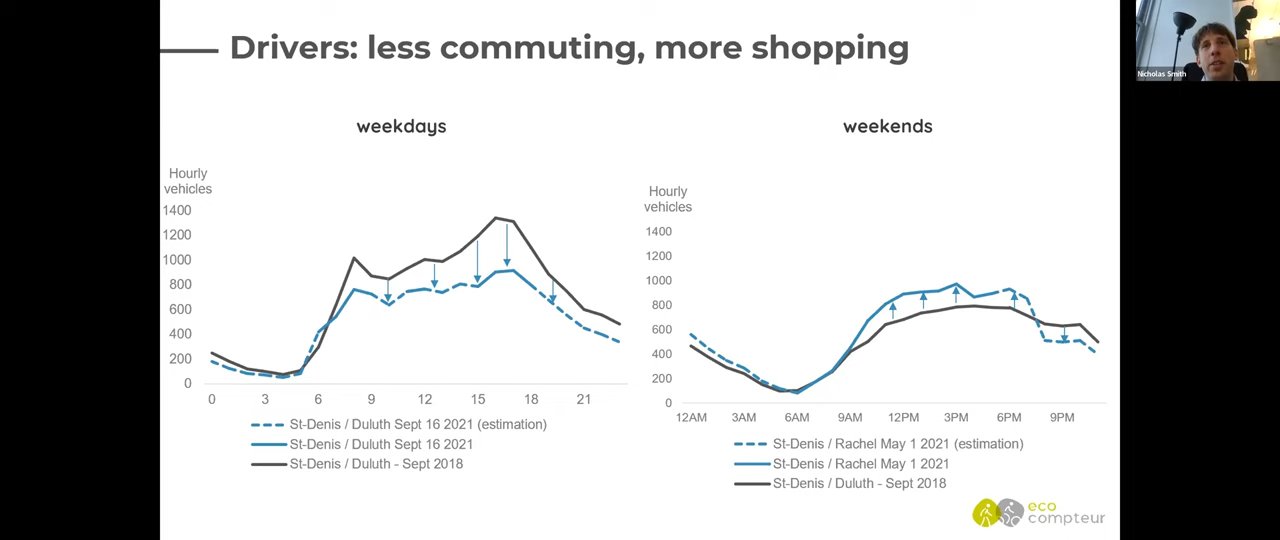 Drivers: less commuting, more shopping
Nicholas Smith
weekdays
Hourly
vehicles
1400
1200
1000
800
600
400
200
0
0 3 6 9 12 15 18 21
St-Denis / Duluth Sept 16 2021 (estimation)
St-Denis / Duluth Sept 16 2021
St-Denis / Duluth - Sept 2018
weekends
Hourly
vehicles
1400
1200
1000
800
600
400
200
0
12AM 3AM 6AM 9AM 12PM 3PM 6PM 9PM
St-Denis / Rachel May 1 2021 (estimation)
St-Denis / Rachel May 1 2021
St-Denis / Duluth - Sept 2018
eco
compteur